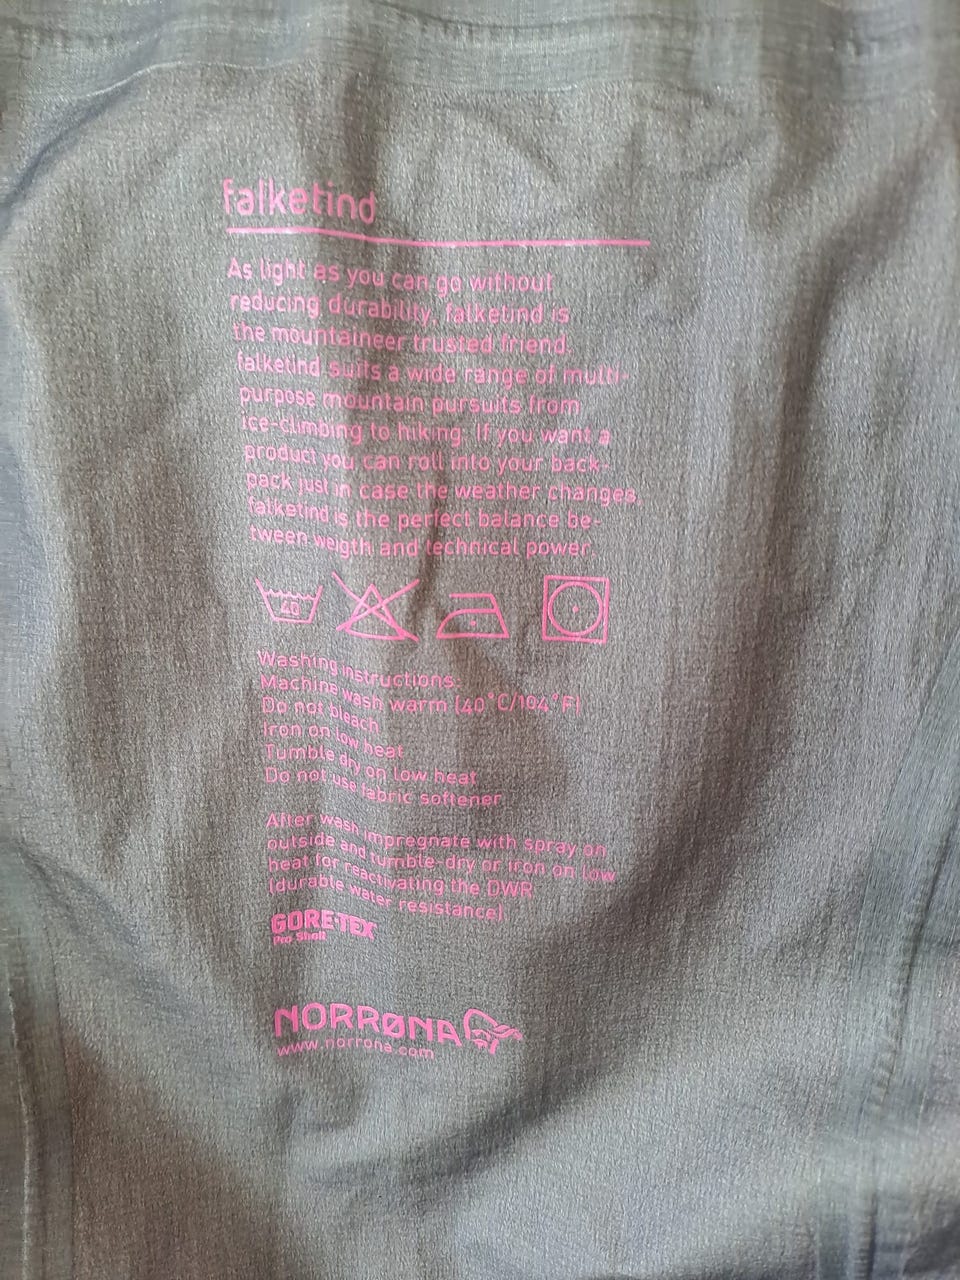 falketind
As light as you can go without
reducing durability, falketind is
the mountaineer trusted friend.
falketind suits a wide range of multi-
purpose mountain pursuits from
ice-climbing to hiking. If you want a
product you can roll into your back-
pack just in case the weather changes
falketind is the perfect balance be-
tween weigth and technical power.
40
Washing instructions:
Machine wash warm (40°C/104°F)
Do not bleach
Iron on low heat
Tumble dry on low heat
Do not use fabric softener
After wash impregnate with spray on
outside and tumble-dry or iron on low
heat for reactivating the DWR
(durable water resistance)
GORE-TEX
Pro Shell
NORRØNA
www.norrona.com